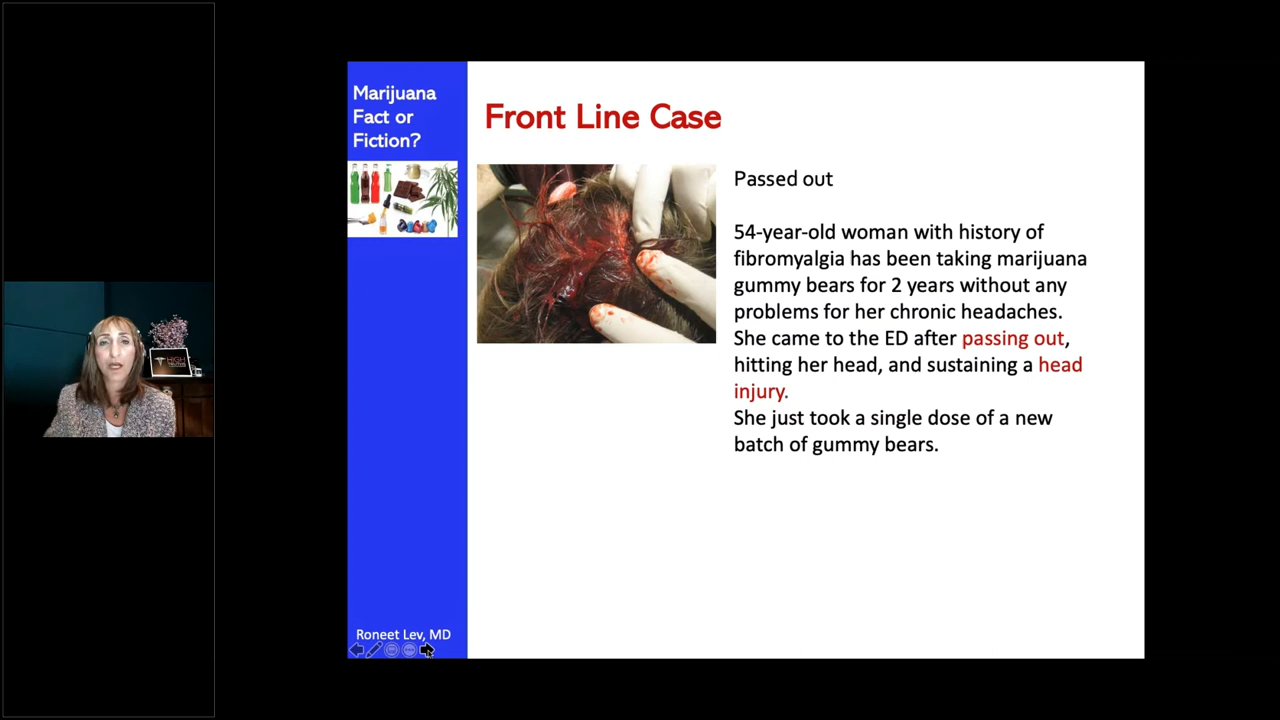 Marijuana
Fact or
Fiction?
Front Line Case
Passed out
54-year-old woman with history of
fibromyalgia has been taking marijuana
gummy bears for 2 years without any
problems for her chronic headaches.
She came to the ED after passing out,
hitting her head, and sustaining a head
injury.
She just took a single dose of a new
batch of gummy bears.
HIGH
Roneet Lev, MD